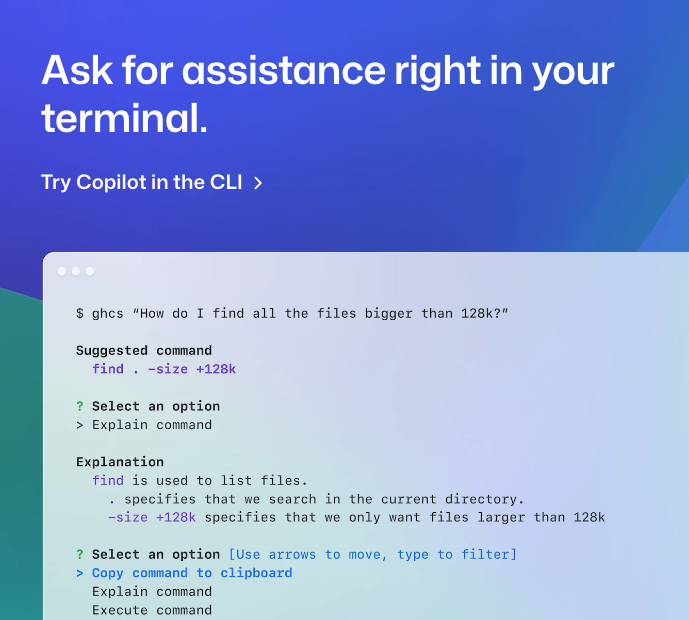 Ask for assistance right in your
terminal.
Try Copilot in the CLI >
$ ghcs “How do I find all the files bigger than 128k?”
Suggested command
find . −size +128k
? Select an option
> Explain command
Explanation
find is used to list files.
. specifies that we search in the current directory.
−size +128k specifies that we only want files larger than 128k
? Select an option [Use arrows to move, type to filter]
> Copy command to clipboard
Explain command
Execute command